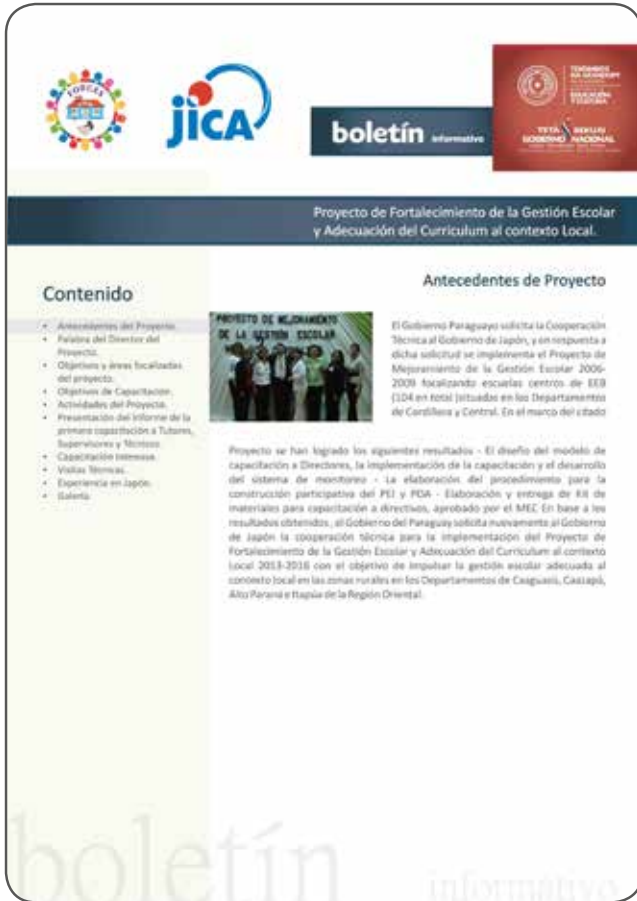 FORGES
JICA
boletín informativo
TEKOMBO'E
HA ARANDUPY
EDUCACIÓN
Y CULTURA
TETÃ REKUÁI
GOBIERNO NACIONAL
Proyecto de Fortalecimiento de la Gestión Escolar
y Adecuación del Curriculum al contexto Local.
Contenido
• Antecedentes del Proyecto.
• Palabra del Director del
Proyecto.
• Objetivos y áreas focalizadas
del proyecto.
• Objetivos de Capacitación.
• Actividades del Proyecto.
• Presentación del informe de la
primera capacitación a Tutores,
Supervisores y Técnicos.
• Capacitación Intensiva.
• Visitas Técnicas.
• Experiencia en Japón.
• Galería.
Antecedentes de Proyecto
PROYECTO DE MEJORAMIENTO
DE LA GESTIÓN ESCOLAR
El Gobierno Paraguayo solicita la Cooperación
Técnica al Gobierno de Japón, y en respuesta a
dicha solicitud se implementa el Proyecto de
Mejoramiento de la Gestión Escolar 2006-
2009 focalizando escuelas centros de EEB
(104 en total )situadas en los Departamentos
de Cordillera y Central. En el marco del citado
Proyecto se han logrado los siguientes resultados - El diseño del modelo de
capacitación a Directores, la implementación de la capacitación y el desarrollo
del sistema de monitoreo - La elaboración del procedimiento para la
construcción participativa del PEI y POA - Elaboración y entrega de Kit de
materiales para capacitación a directivos, aprobado por el MEC En base a los
resultados obtenidos , el Gobierno del Paraguay solicita nuevamente al Gobierno
de Japón la cooperación técnica para la implementación del Proyecto de
Fortalecimiento de la Gestión Escolar y Adecuación del Curriculum al contexto
Local 2013-2016 con el objetivo de impulsar la gestión escolar adecuada al
contexto local en las zonas rurales en los Departamentos de Caaguasú, Caazapá,
Alto Paraná e Itapúa de la Región Oriental.
boletín informativo